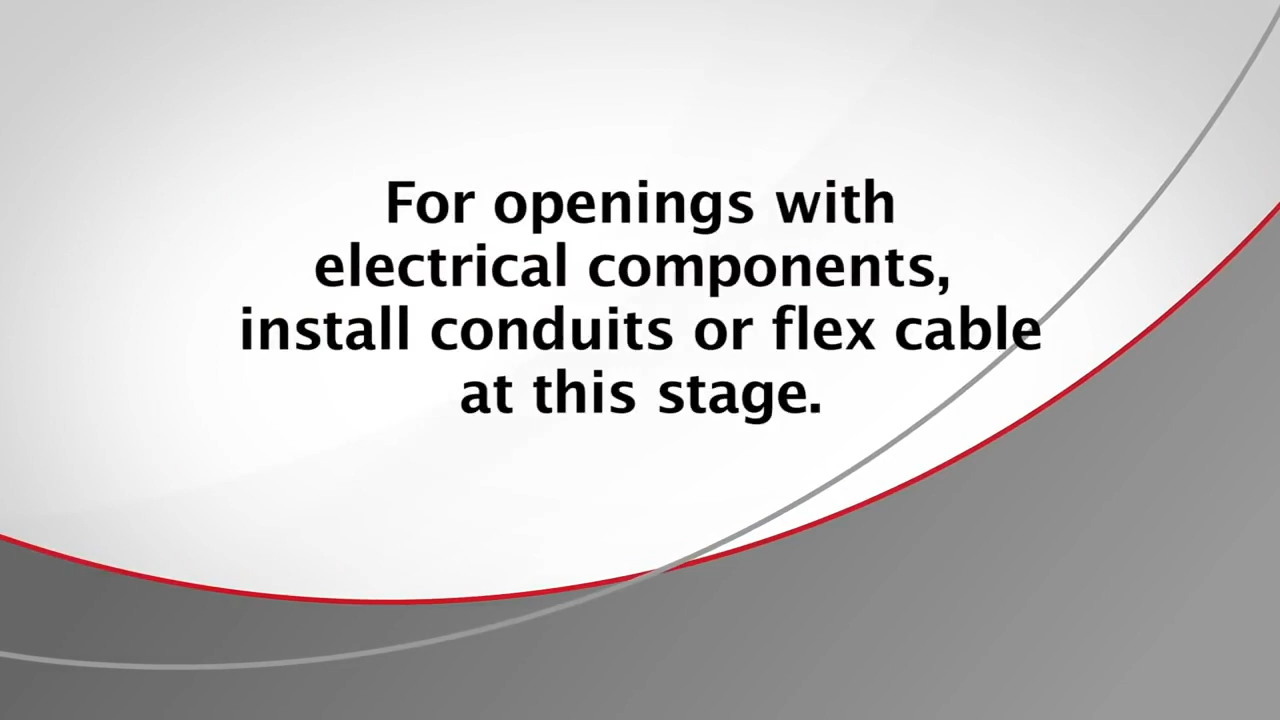 For openings with
electrical components,
install conduits or flex cable
at this stage.